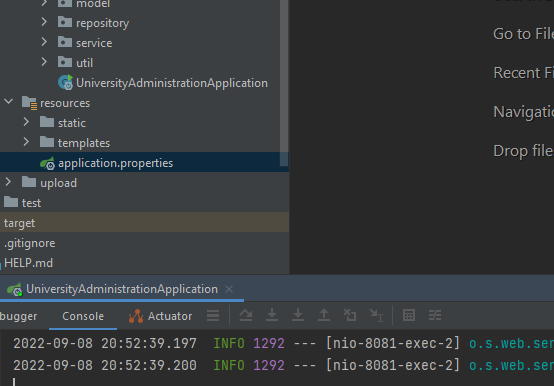 model
repository
service
util
UniversityAdministrationApplication
resources
static
templates
application.properties
upload
test
target
.gitignore
HELP.md
Go to File
Recent Fi
Navigatio
Drop file
UniversityAdministrationApplication
bugger Console Actuator
2022-09-08 20:52:39.197 INFO 1292 --- [nio-8081-exec-2] o.s.web.ser
2022-09-08 20:52:39.200 INFO 1292 --- [nio-8081-exec-2] o.s.web.ser